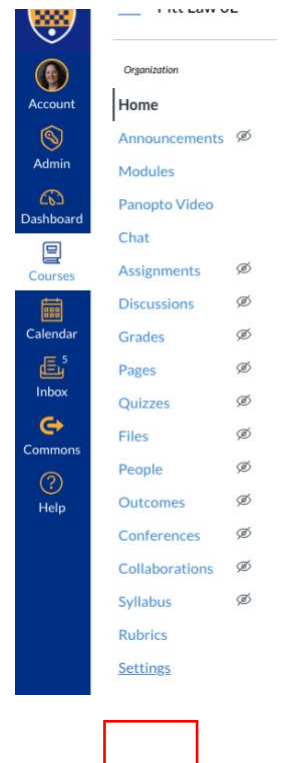 Organization
Account
Home
Announcements
Admin
Modules
Panopto Video
Dashboard
Chat
Courses
Assignments
Discussions
Calendar
Grades
5
Pages
Inbox
Quizzes
Files
Commons
People
Outcomes
Help
Conferences
Collaborations
Syllabus
Rubrics
Settings